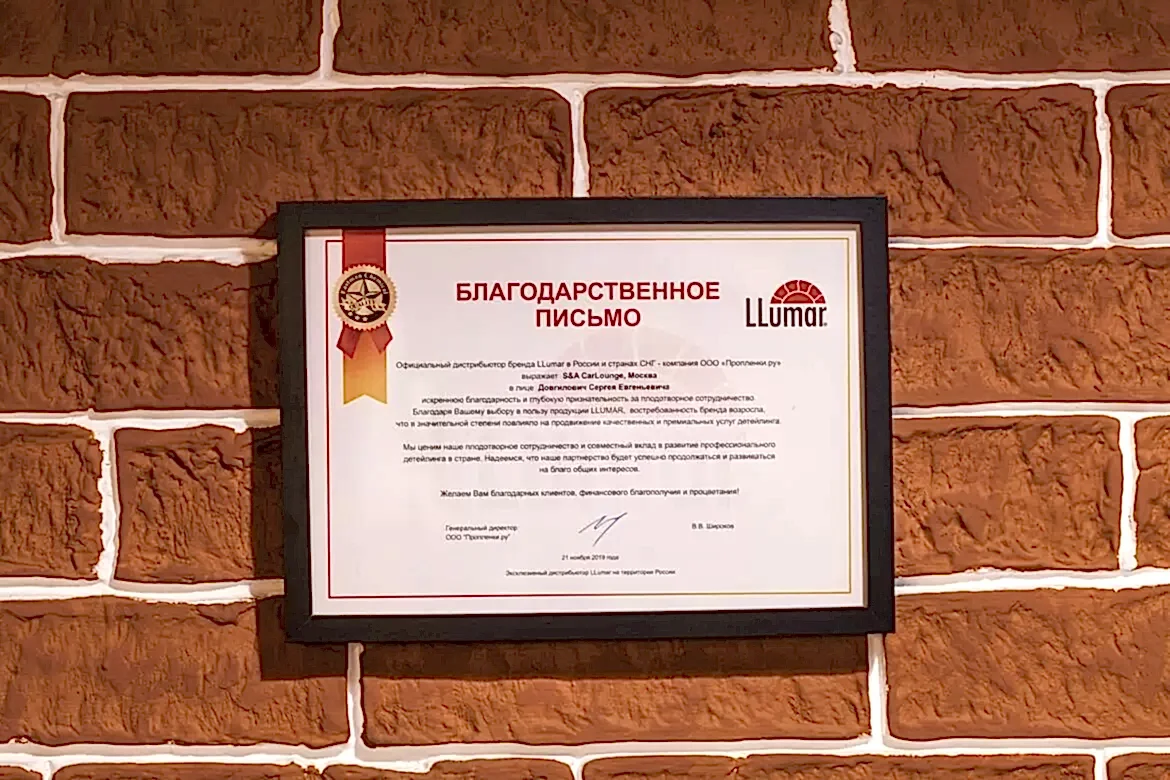 БЛАГОДАРСТВЕННОЕ
ПИСЬМО
LLumar
Официальный дистрибьютор бренда LLumar в России и странах СНГ - компания ООО «Пропленки.ру»
выражает S&A CarLounge, Москва
в лице Довгилович Сергея Евгеньевича
искреннюю благодарность и глубокую признательность за плодотворное сотрудничество.
Благодаря Вашему выбору в пользу продукции LLUMAR, востребованность бренда возросла,
что в значительной степени повлияло на продвижение качественных и премиальных услуг детейлинга.
Мы ценим наше плодотворное сотрудничество и совместный вклад в развитие профессионального
детейлинга в стране. Надеемся, что наше партнерство будет успешно продолжаться и развиваться
на благо общих интересов.
Желаем Вам благодарных клиентов, финансового благополучия и процветания!
Генеральный директор
ООО "Пропленки.ру"
В.В. Широков
21 ноября 2019 года
Эксклюзивный дистрибьютор LLumar на территории России